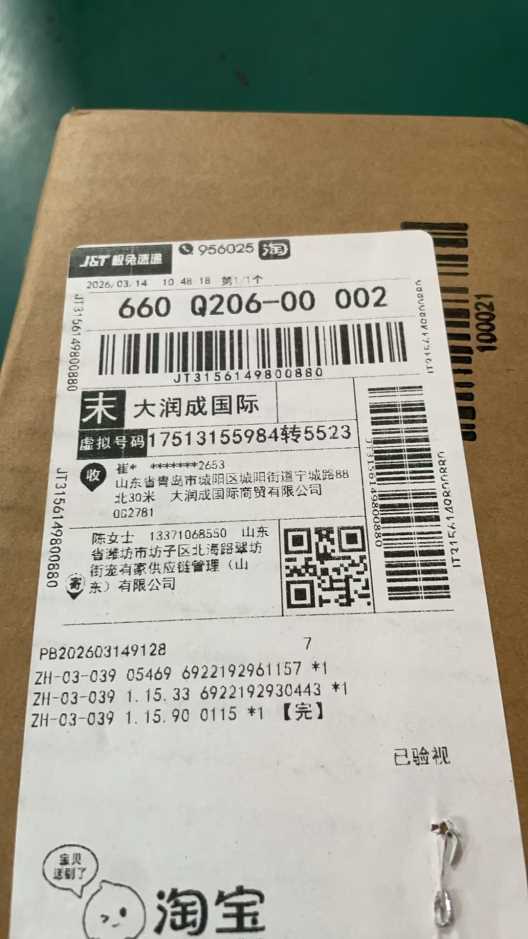 J&T 极兔速递 956025 淘
2026/03/14 10 48 18 第1/1个
660 Q206-00 002
JT3156149800880
末 大润成国际
虚拟号码 17513155984转5523
收 崔* *******2653
山东省青岛市城阳区城阳街道宁城路88
北30米 大润成国际商贸有限公司
0G2781
寄 陈女士 13371068550 山东
省潍坊市坊子区北海路翠坊
街宠有家供应链管理(山
东)有限公司
JT3156149800880
JT3156149800880
JT3156149800880
JT3156149800880
JT3156149800880
100021
PB202603149128 7
ZH-03-039 05469 6922192961157 *1
ZH-03-039 1.15.33 6922192930443 *1
ZH-03-039 1.15.90 0115 *1 【完】
已验视
宝贝
送到了
淘宝